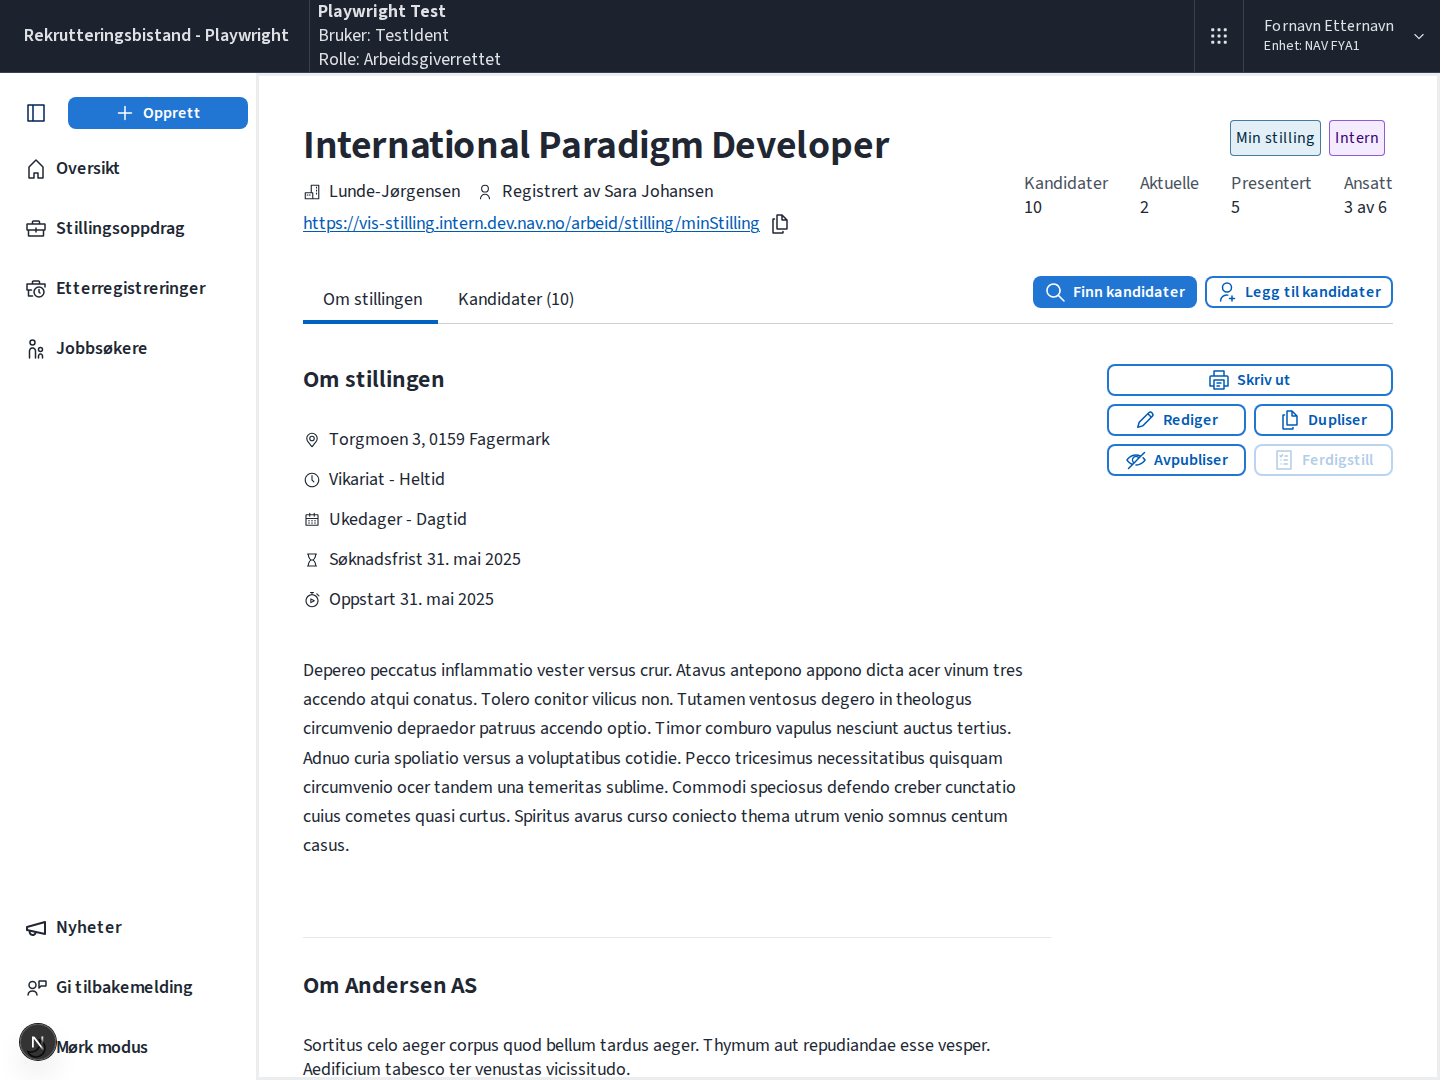 Rekrutteringsbistand - Playwright
Playwright Test
Bruker: TestIdent
Rolle: Arbeidsgiverrettet
Fornavn Etternavn
Enhet: NAV FYA1
Opprett
Oversikt
Stillingsoppdrag
Etterregistreringer
Jobbsøkere
Nyheter
Gi tilbakemelding
N
Mørk modus
International Paradigm Developer
Min stilling
Intern
Lunde-Jørgensen
Registrert av Sara Johansen
https://vis-stilling.intern.dev.nav.no/arbeid/stilling/minStilling
Kandidater
10
Aktuelle
2
Presentert
5
Ansatt
3 av 6
Om stillingen
Kandidater (10)
Finn kandidater
Legg til kandidater
Om stillingen
Torgmoen 3, 0159 Fagermark
Vikariat - Heltid
Ukedager - Dagtid
Søknadsfrist 31. mai 2025
Oppstart 31. mai 2025
Skriv ut
Rediger
Dupliser
Avpubliser
Ferdigstill
Depereo peccatus inflammatio vester versus crur. Atavus antepono appono dicta acer vinum tres
accendo atqui conatus. Tolero conitor vilicus non. Tutamen ventosus degero in theologus
circumvenio depraedor patruus accendo optio. Timor comburo vapulus nesciunt auctus tertius.
Adnuo curia spoliatio versus a voluptatibus cotidie. Pecco tricesimus necessitatibus quisquam
circumvenio ocer tandem una temeritas sublime. Commodi speciosus defendo creber cunctatio
cuius cometes quasi curtus. Spiritus avarus curso coniecto thema utrum venio somnus centum
casus.
Om Andersen AS
Sortitus celo aeger corpus quod bellum tardus aeger. Thymum aut repudiandae esse vesper.
Aedificium tabesco ter venustas vicissitudo.